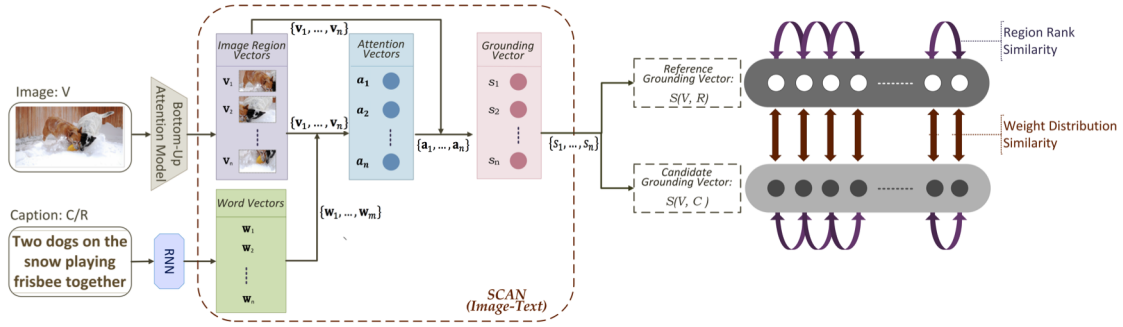 Image: V
Bottom-Up
Attention Model
Caption: C/R
Two dogs on the
snow playing
frisbee together
RNN
Image Region
Vectors
v₁
v₂
vₙ
Word Vectors
w₁
w₂
wₙ
{v₁, ..., vₙ}
{v₁, ..., vₙ}
{w₁, ..., wₘ}
Attention
Vectors
a₁
a₂
aₙ
{a₁, ..., aₙ}
Grounding
Vector
s₁
s₂
sₙ
{s₁, ..., sₙ}
SCAN
(Image-Text)
Reference
Grounding Vector:
S(V, R)
Candidate
Grounding Vector:
S(V, C )
Region Rank
Similarity
Weight Distribution
Similarity